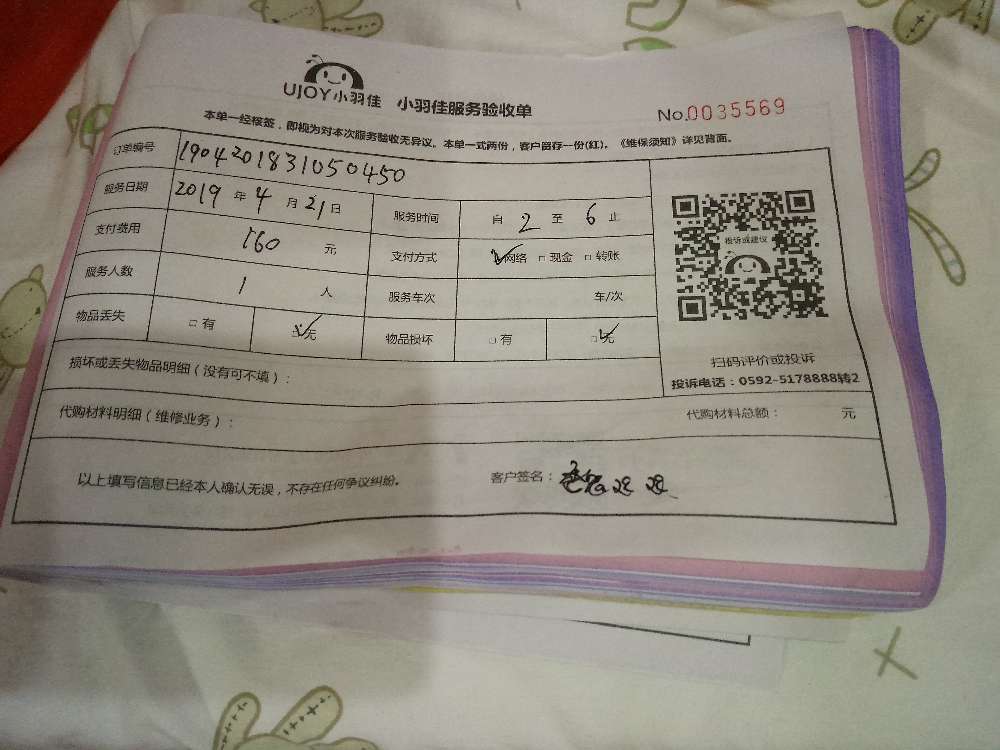 UJOY小羽佳 小羽佳服务验收单 No.0035569
本单一经核签，即视为对本次服务验收无异议。本单一式两份，客户留存一份(红)。《维保须知》详见背面。
订单编号 1904201831050450
服务日期 2019 年 4 月 21 日 服务时间 自 2 至 6 止
投诉或建议
支付费用 160 元 支付方式 ☑网络 □现金 □转账
服务人数 1 人 服务车次 车/次
物品丢失 □有 ☑无 物品损坏 □有 ☑无
扫码评价或投诉
投诉电话：0592-5178888转2
损坏或丢失物品明细（没有可不填）：
代购材料明细（维修业务）： 代购材料总额： 元
以上填写信息已经本人确认无误，不存在任何争议纠纷。 客户签名：